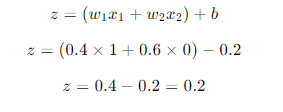 z = (w₁x₁ + w₂x₂) + b
z = (0.4 × 1 + 0.6 × 0) − 0.2
z = 0.4 − 0.2 = 0.2